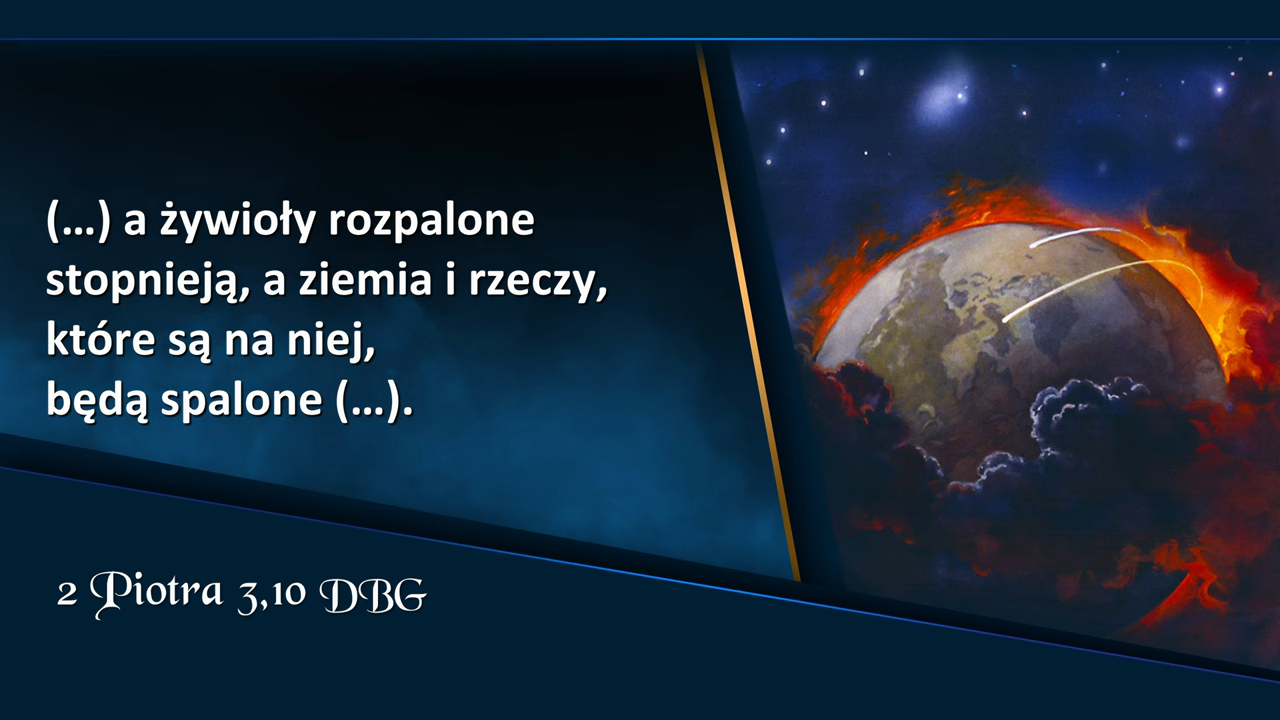 (…) a żywioły rozpalone
stopnieją, a ziemia i rzeczy,
które są na niej,
będą spalone (…).
2 Piotra 3,10 DBG